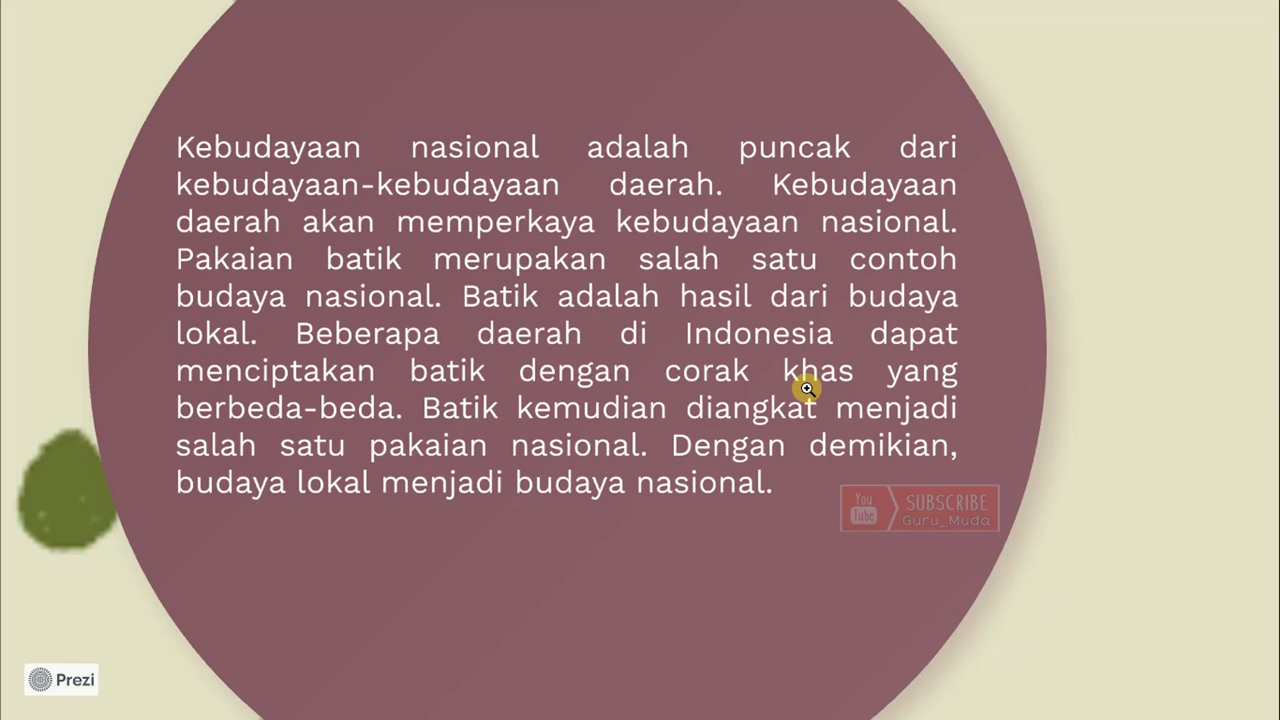 Kebudayaan nasional adalah puncak dari
kebudayaan-kebudayaan daerah. Kebudayaan
daerah akan memperkaya kebudayaan nasional.
Pakaian batik merupakan salah satu contoh
budaya nasional. Batik adalah hasil dari budaya
lokal. Beberapa daerah di Indonesia dapat
menciptakan batik dengan corak khas yang
berbeda-beda. Batik kemudian diangkat menjadi
salah satu pakaian nasional. Dengan demikian,
budaya lokal menjadi budaya nasional.
You
Tube
SUBSCRIBE
Guru_Muda
Prezi